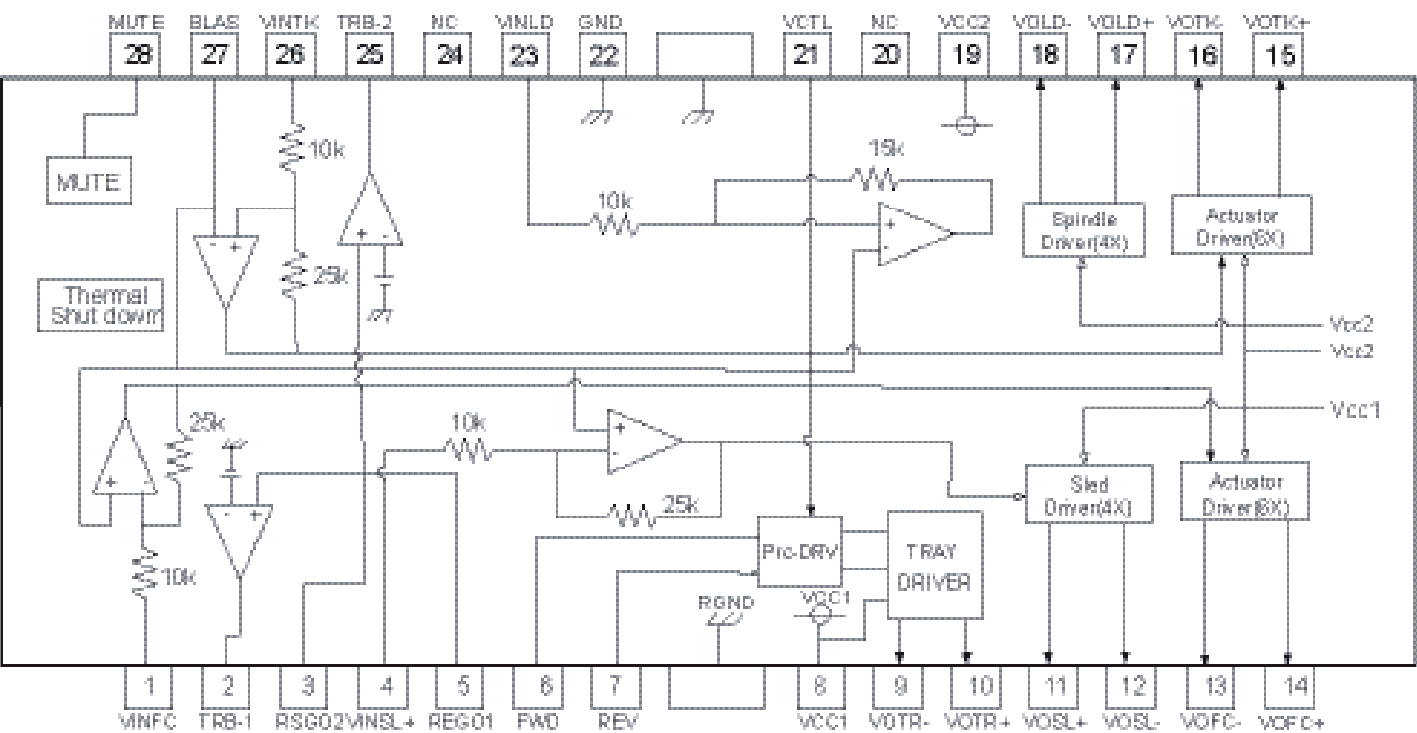 MUTE BLAS VINTK TRB-2 NC VINLD GND VCTL NC VCC2 VOLD- VOLD+ VOTK- VOTK+
28 27 26 25 24 23 22 21 20 19 18 17 16 15
10k
15k
MUTE
10k
Spindle
Driver(4X)
Actuator
Driver(6X)
- +
+ -
+
-
25k
Thermal
Shut down
Vcc2
Vcc2
25k
10k
Vcc1
+
-
+ -
- +
25k
Sled
Driver(4X)
Actuator
Driver(6X)
10k
Pre-DRV
TRAY
DRIVER
RGND
VCC1
1 2 3 4 5 6 7 8 9 10 11 12 13 14
VINFC TRB-1 RSGO2 VINSL+ REGO1 FWD REV VCC1 VOTR- VOTR+ VOSL+ VOSL- VOFC- VOFC+